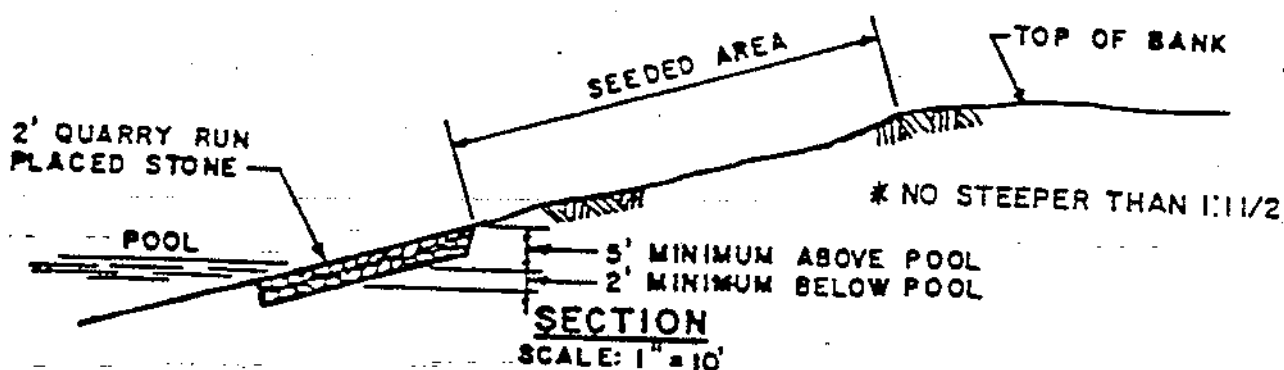 SEEDED AREA
TOP OF BANK
2' QUARRY RUN
PLACED STONE
* NO STEEPER THAN 1:1 1/2
POOL
5' MINIMUM ABOVE POOL
2' MINIMUM BELOW POOL
SECTION
SCALE: 1" = 10'